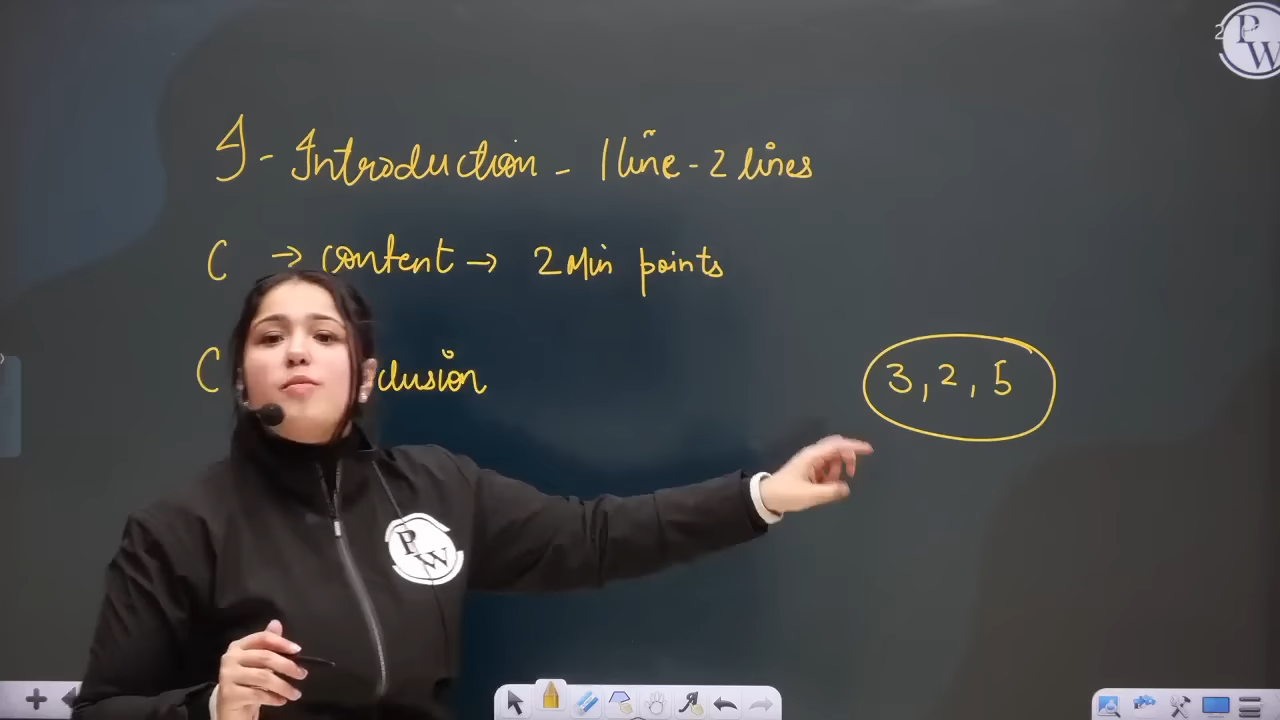 I - Introduction - 1 line - 2 lines
C → content → 2 Min points
C clusion
3, 2, 5
PW
PW